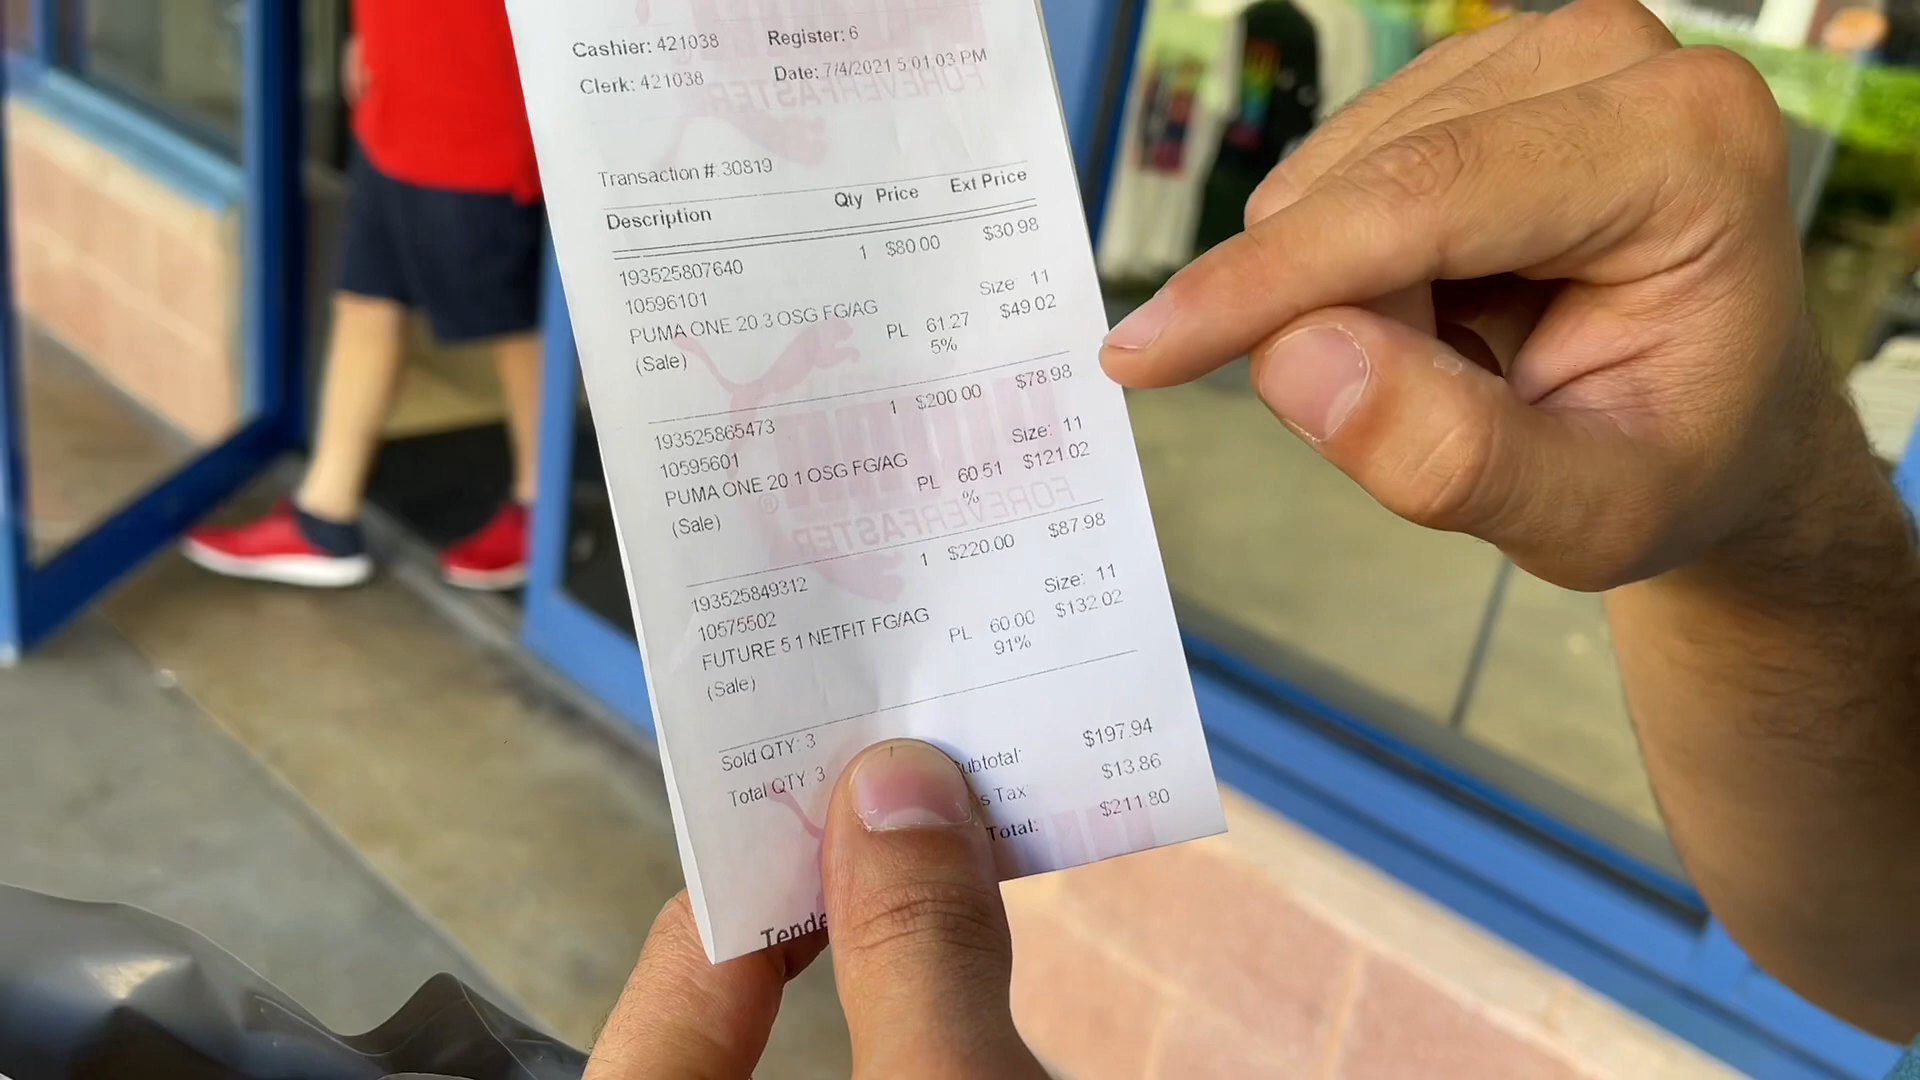 Cashier: 421038 Register: 6
Clerk: 421038 Date: 7/4/2021 5:01:03 PM
Transaction #: 30819
Description Qty Price Ext Price
193525807640 1 $80.00 $30.98
10596101 Size: 11
PUMA ONE 20.3 OSG FG/AG PL 61.27 $49.02
(Sale) 5%
193525865473 1 $200.00 $78.98
10595601 Size: 11
PUMA ONE 20.1 OSG FG/AG PL 60.51 $121.02
(Sale) %
193525849312 1 $220.00 $87.98
10575502 Size: 11
FUTURE 5.1 NETFIT FG/AG PL 60.00 $132.02
(Sale) 91%
Sold QTY: 3 ubtotal: $197.94
Total QTY: 3 s Tax: $13.86
Total: $211.80
Tende
FOREVERFASTER
FOREVERFASTER